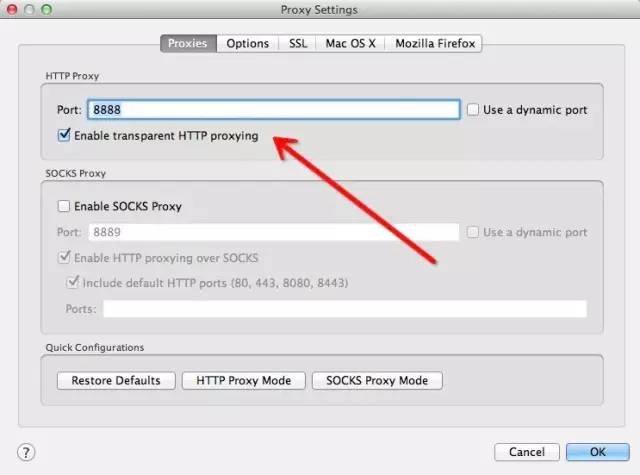 Proxy Settings
Proxies Options SSL Mac OS X Mozilla Firefox
HTTP Proxy
Port: 8888 Use a dynamic port
Enable transparent HTTP proxying
SOCKS Proxy
Enable SOCKS Proxy
Port: 8889 Use a dynamic port
Enable HTTP proxying over SOCKS
Include default HTTP ports (80, 443, 8080, 8443)
Ports:
Quick Configurations
Restore Defaults HTTP Proxy Mode SOCKS Proxy Mode
? Cancel OK